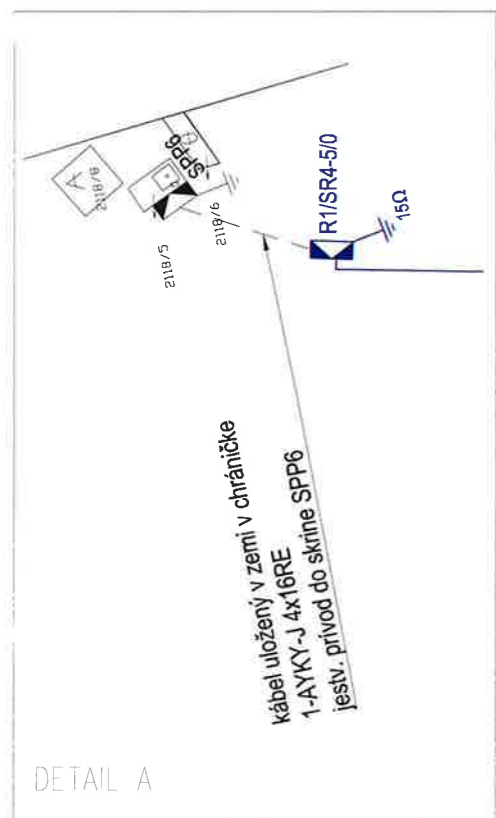 A
2118/8
SPP6
2118/5
2118/6
R1/SR4-5/0
15Ω
kábel uložený v zemi v chráničke
1-AYKY-J 4x16RE
jestv. prívod do skrine SPP6
DETAIL A